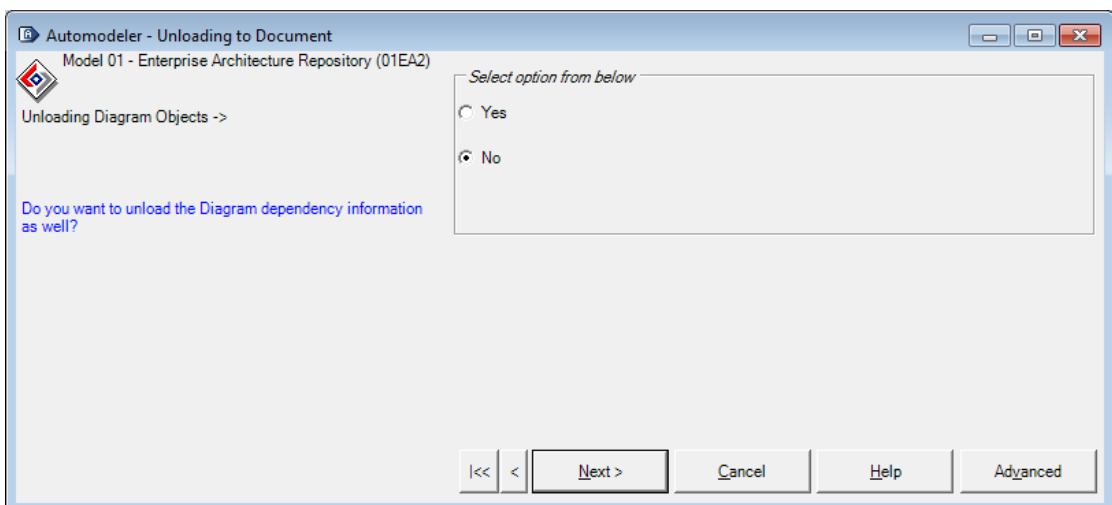 Automodeler - Unloading to Document
Model 01 - Enterprise Architecture Repository (01EA2)
Unloading Diagram Objects ->
Do you want to unload the Diagram dependency information
as well?
Select option from below
Yes
No
|<<
<
Next >
Cancel
Help
Advanced